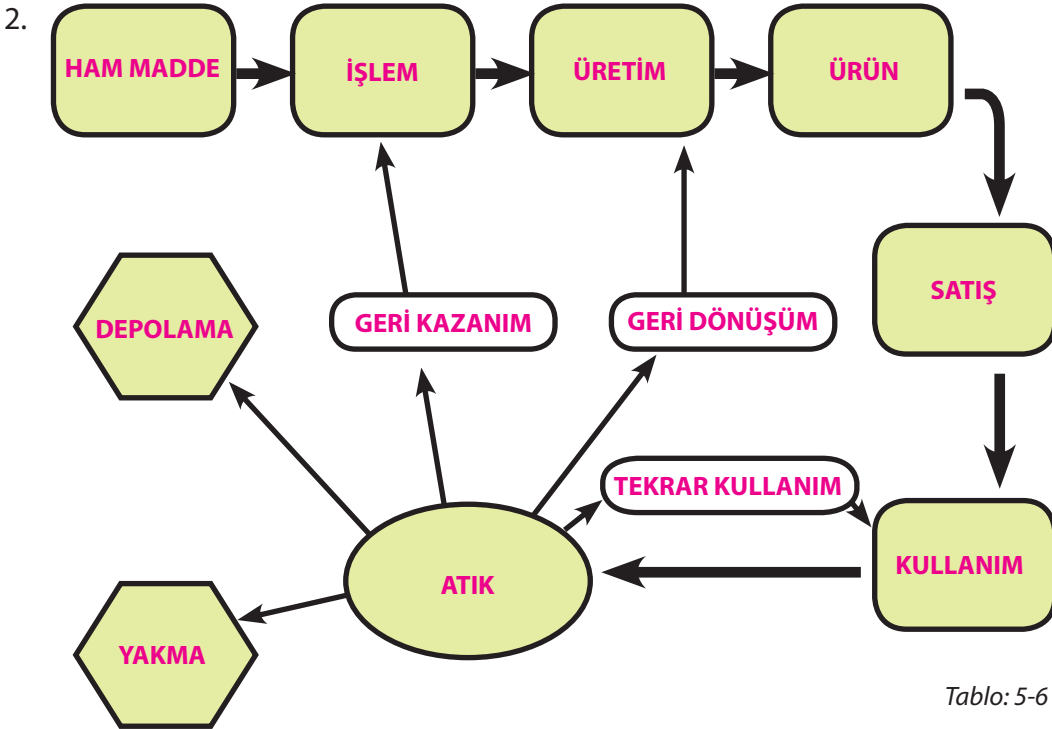 2.
HAM MADDE
İŞLEM
ÜRETİM
ÜRÜN
SATIŞ
DEPOLAMA
GERİ KAZANIM
GERİ DÖNÜŞÜM
TEKRAR KULLANIM
KULLANIM
ATIK
YAKMA
Tablo: 5-6